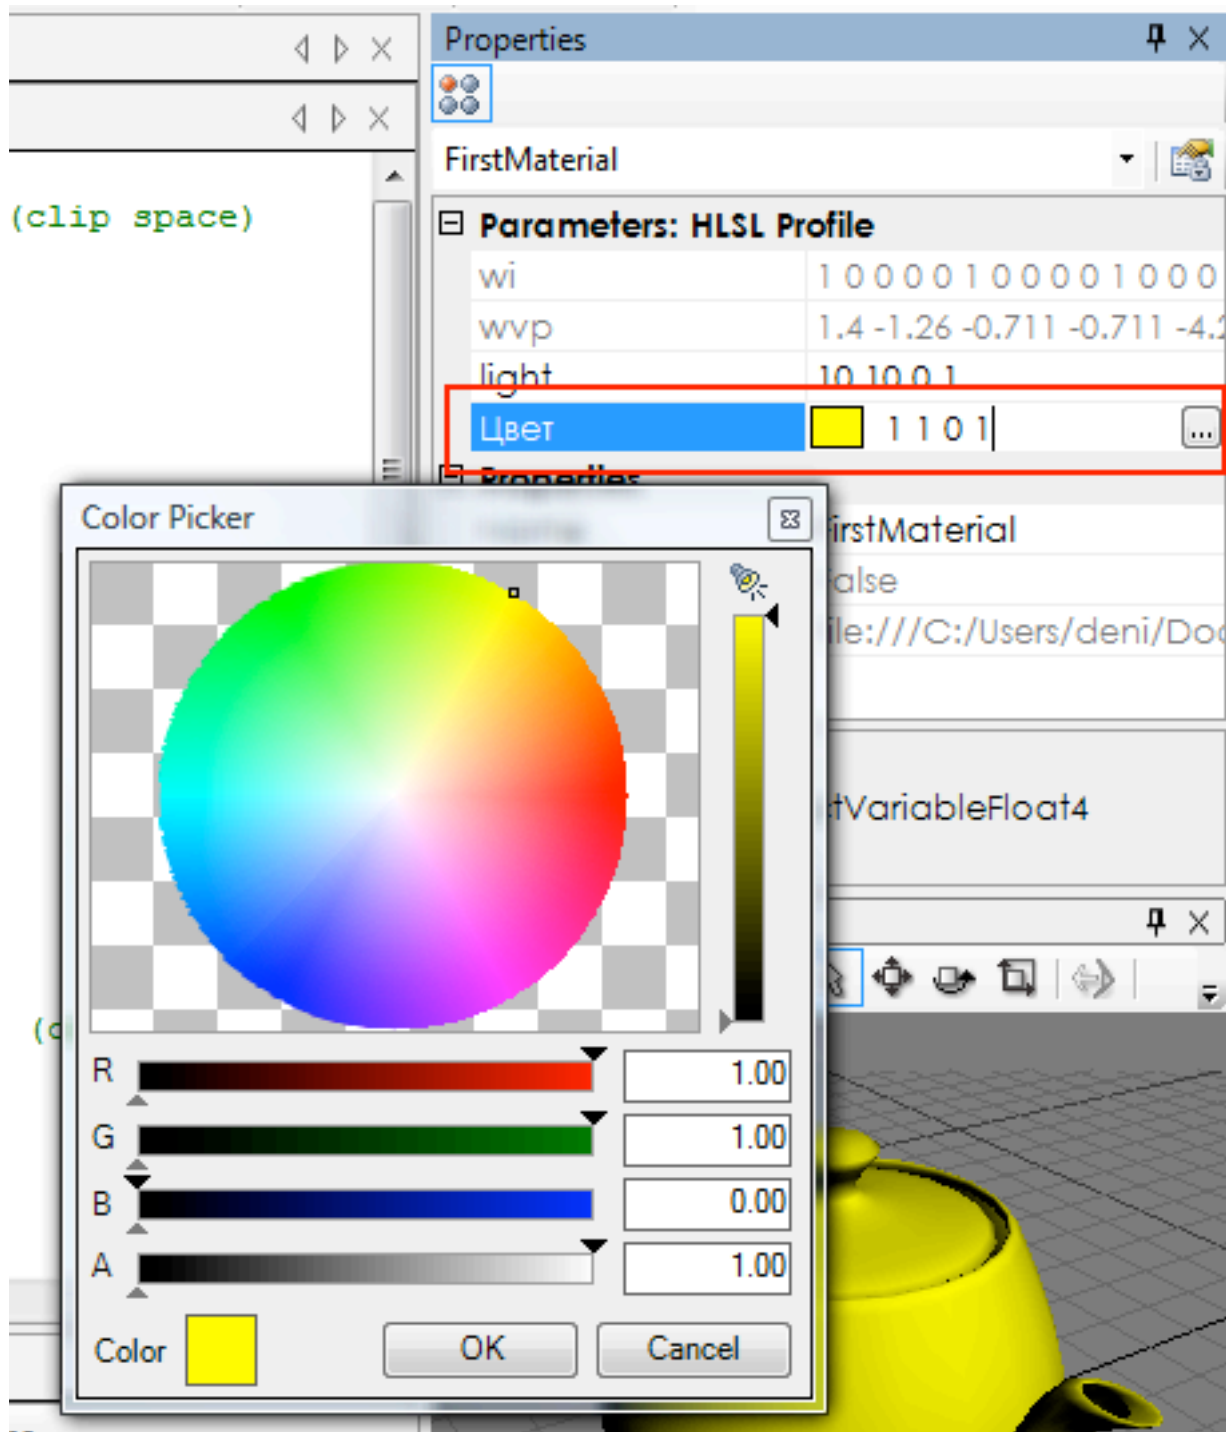 Properties
FirstMaterial
(clip space)
Parameters: HLSL Profile
wi 1 0 0 0 0 1 0 0 0 0 1 0 0 0
wvp 1.4 -1.26 -0.711 -0.711 -4.2
light 10 10 0 1
Цвет 1 1 0 1
...
Properties
Color Picker
irstMaterial
alse
ile:///C:/Users/deni/Doc
tVariableFloat4
(c
R 1.00
G 1.00
B 0.00
A 1.00
Color
OK
Cancel